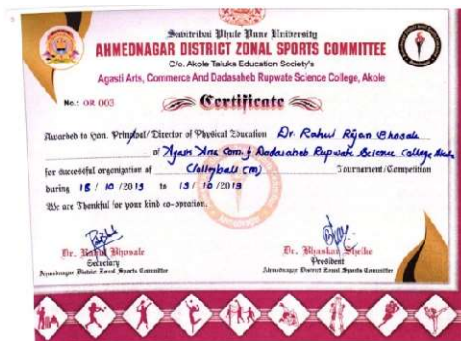 Savitribai Phule Pune University
AHMEDNAGAR DISTRICT ZONAL SPORTS COMMITTEE
C/o. Akole Taluka Education Society's
Agasti Arts, Commerce And Dadasaheb Rupwate Science College, Akole
No.: OR 003
Certificate
Awarded to Hon. Principal/Director of Physical Education Dr. Rahul Bhosale
of Agasti Arts Com. & Dadasaheb Rupwate Science College Akole
for successful organization of (m) Tournament/Competition
during 18 / 10 /2019 to 19 / 10 /2019
We are Thankful for your kind co-opration.
Dr. Rahul Bhosale
Dr. Bhaskar Shelke
Secretary
President
Ahmednagar District Zonal Sports Committee
Ahmednagar District Zonal Sports Committee